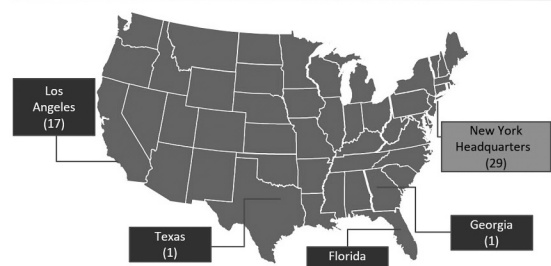 Los
Angeles
(17)
New York
Headquarters
(29)
Texas
(1)
Florida
Georgia
(1)